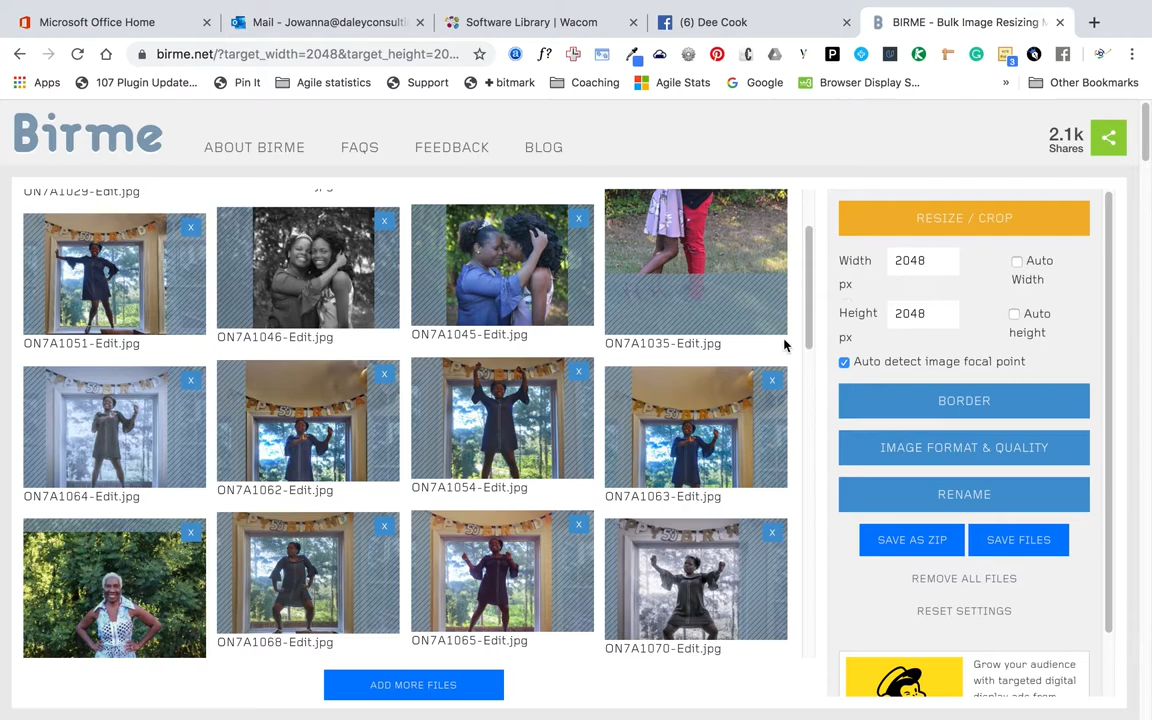 Microsoft Office Home
Mail - Jowanna@daleyconsulti
Software Library | Wacom
(6) Dee Cook
BIRME - Bulk Image Resizing M
birme.net/?target_width=2048&target_height=20...
Apps
107 Plugin Update...
Pin It
Agile statistics
Support
+ bitmark
Coaching
Agile Stats
Google
Browser Display S...
»
Other Bookmarks
Birme
ABOUT BIRME
FAQS
FEEDBACK
BLOG
2.1k
Shares
ON7A1029-Edit.jpg
ON7A1051-Edit.jpg
ON7A1046-Edit.jpg
ON7A1045-Edit.jpg
ON7A1035-Edit.jpg
ON7A1064-Edit.jpg
ON7A1062-Edit.jpg
ON7A1054-Edit.jpg
ON7A1063-Edit.jpg
ON7A1068-Edit.jpg
ON7A1065-Edit.jpg
ON7A1070-Edit.jpg
ADD MORE FILES
RESIZE / CROP
Width 2048 Auto
px Width
Height 2048 Auto
px height
Auto detect image focal point
BORDER
IMAGE FORMAT & QUALITY
RENAME
SAVE AS ZIP
SAVE FILES
REMOVE ALL FILES
RESET SETTINGS
Grow your audience
with targeted digital
display ads from